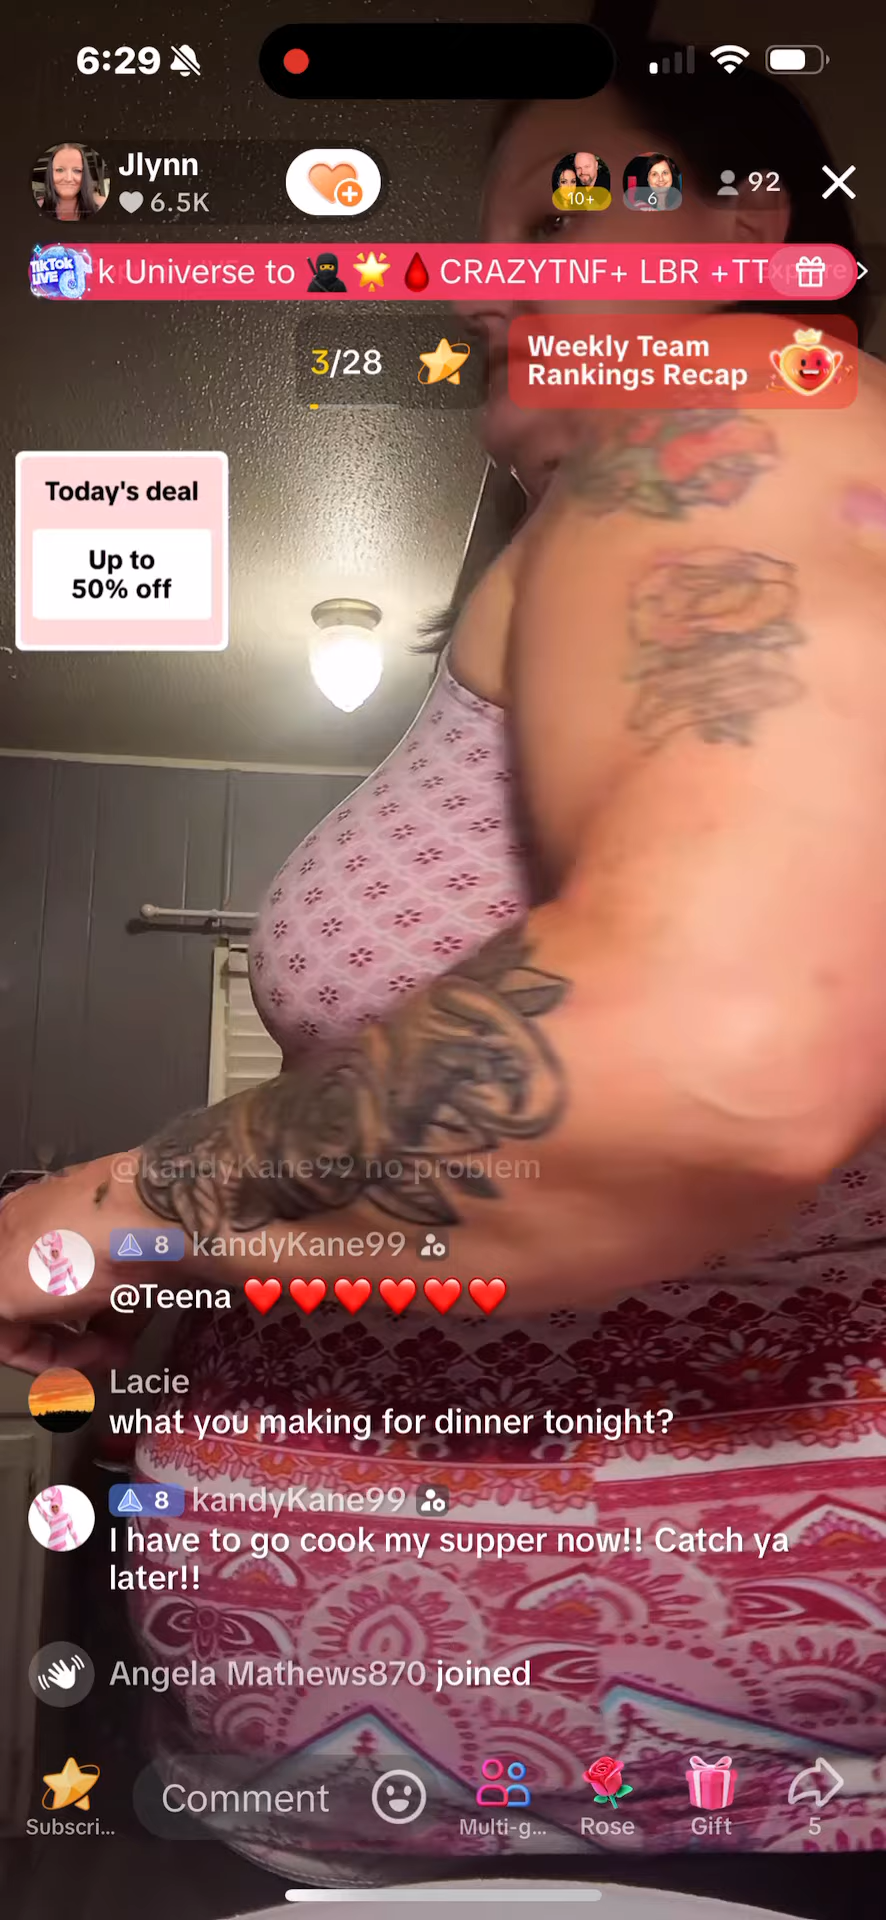 6:29
Jlynn
6.5K
10+
6
92
TikTok
LIVE
k Universe to 🥷🌟🩸CRAZYTNF+ LBR +TT
3/28
Weekly Team
Rankings Recap
Today's deal
Up to
50% off
@kandyKane99 no problem
8 kandyKane99
@Teena ❤️❤️❤️❤️❤️❤️
Lacie
what you making for dinner tonight?
8 kandyKane99
I have to go cook my supper now!! Catch ya
later!!
Angela Mathews870 joined
Comment
Subscri...
Multi-g...
Rose
Gift
5